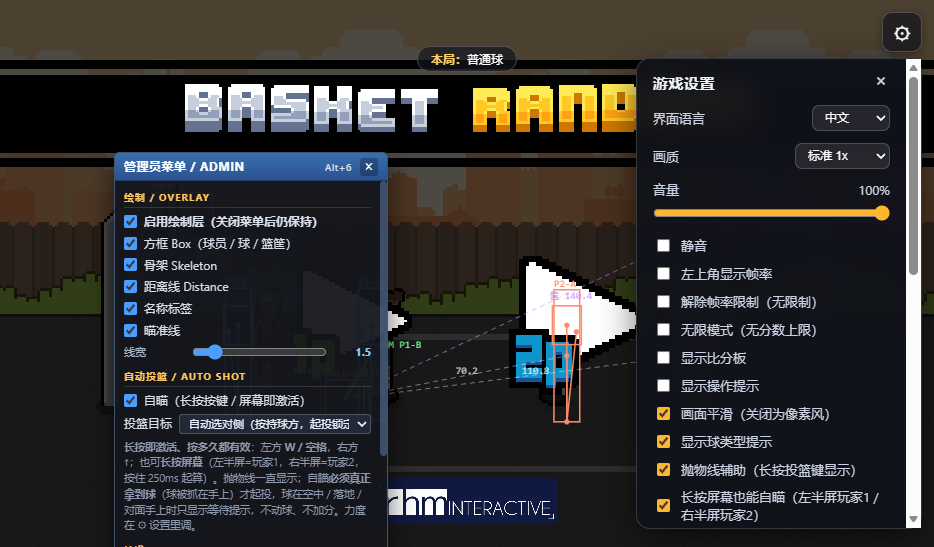 本局：普通球
BASKET RAND
管理员菜单 / ADMIN
Alt+6
绘制 / OVERLAY
启用绘制层（关闭菜单后仍保持）
方框 Box（球员 / 球 / 篮筐）
骨架 Skeleton
距离线 Distance
名称标签
瞄准线
线宽
1.5
自动投篮 / AUTO SHOT
自瞄（长按按键 / 屏幕即激活）
投篮目标
自动选对侧（按持球方，起投锁定
长按即激活、按多久都有效：左方 W / 空格，右方
↑；也可长按屏幕（左半屏=玩家1，右半屏=玩家2，
按住 250ms 起算）。抛物线一直显示；自瞄必须真正
拿到球（球被抓在手上）才起投，球在空中 / 落地 /
对面手上时只显示等待提示，不动球、不加分。力度
在 ⚙ 设置里调。
M P1-B
70.2
P2-A
140.4
110.8
2P
rhm INTERACTIVE
游戏设置
界面语言
中文
画质
标准 1x
音量
100%
静音
左上角显示帧率
解除帧率限制（无限制）
无限模式（无分数上限）
显示比分板
显示操作提示
画面平滑（关闭为像素风）
显示球类型提示
抛物线辅助（长按投篮键显示）
长按屏幕也能自瞄（左半屏玩家1 /
右半屏玩家2）